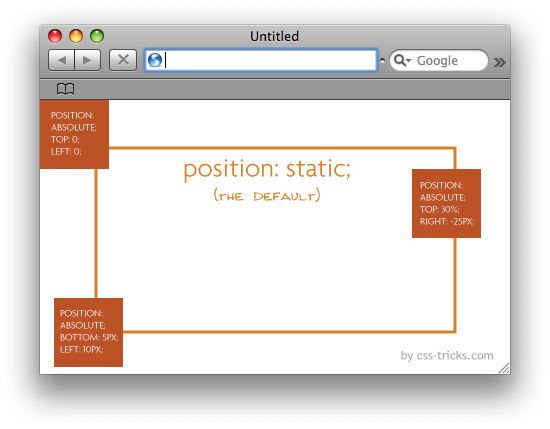 Untitled
Google
POSITION:
ABSOLUTE;
TOP: 0;
LEFT: 0;
position: static;
(THE DEFAULT)
POSITION:
ABSOLUTE;
TOP: 30%;
RIGHT: -25PX;
POSITION:
ABSOLUTE;
BOTTOM: 5PX;
LEFT: 10PX;
by css-tricks.com